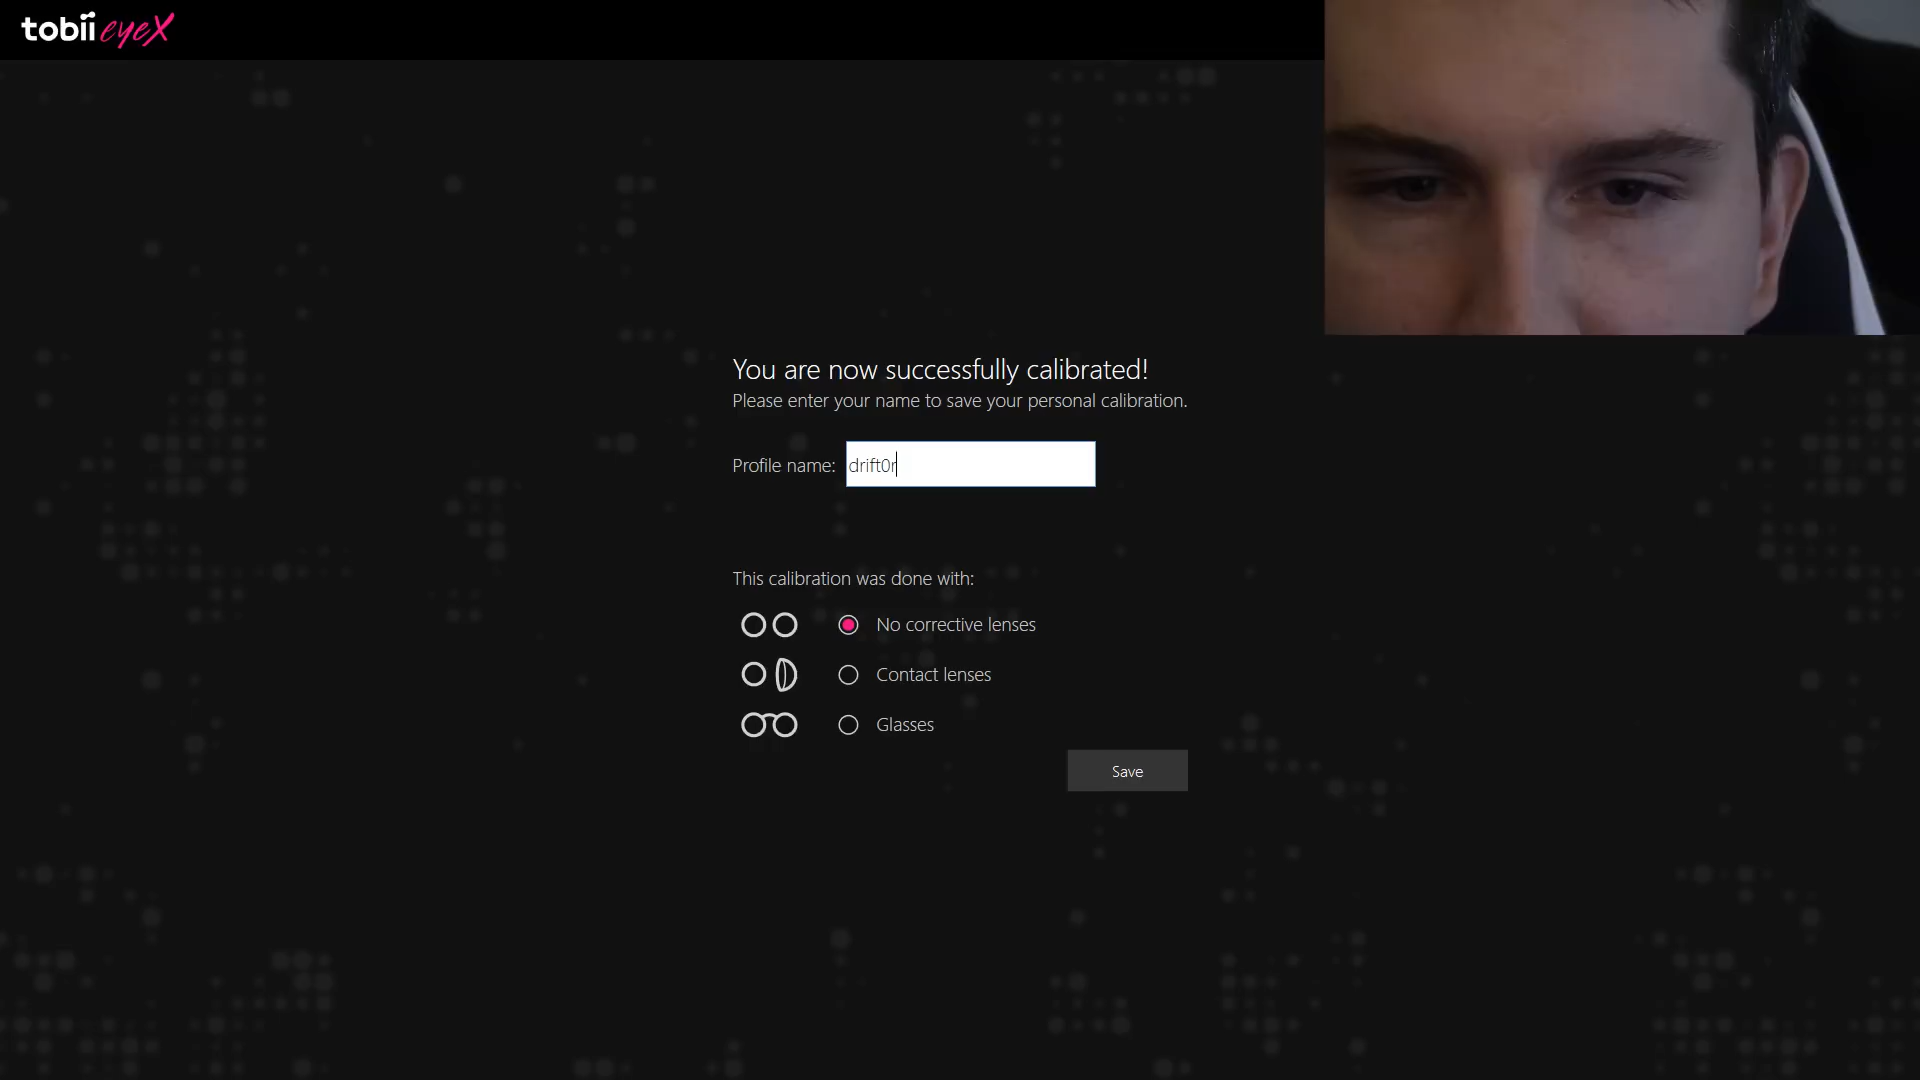 tobii eyeX
You are now successfully calibrated!
Please enter your name to save your personal calibration.
Profile name: drift0r
This calibration was done with:
No corrective lenses
Contact lenses
Glasses
Save